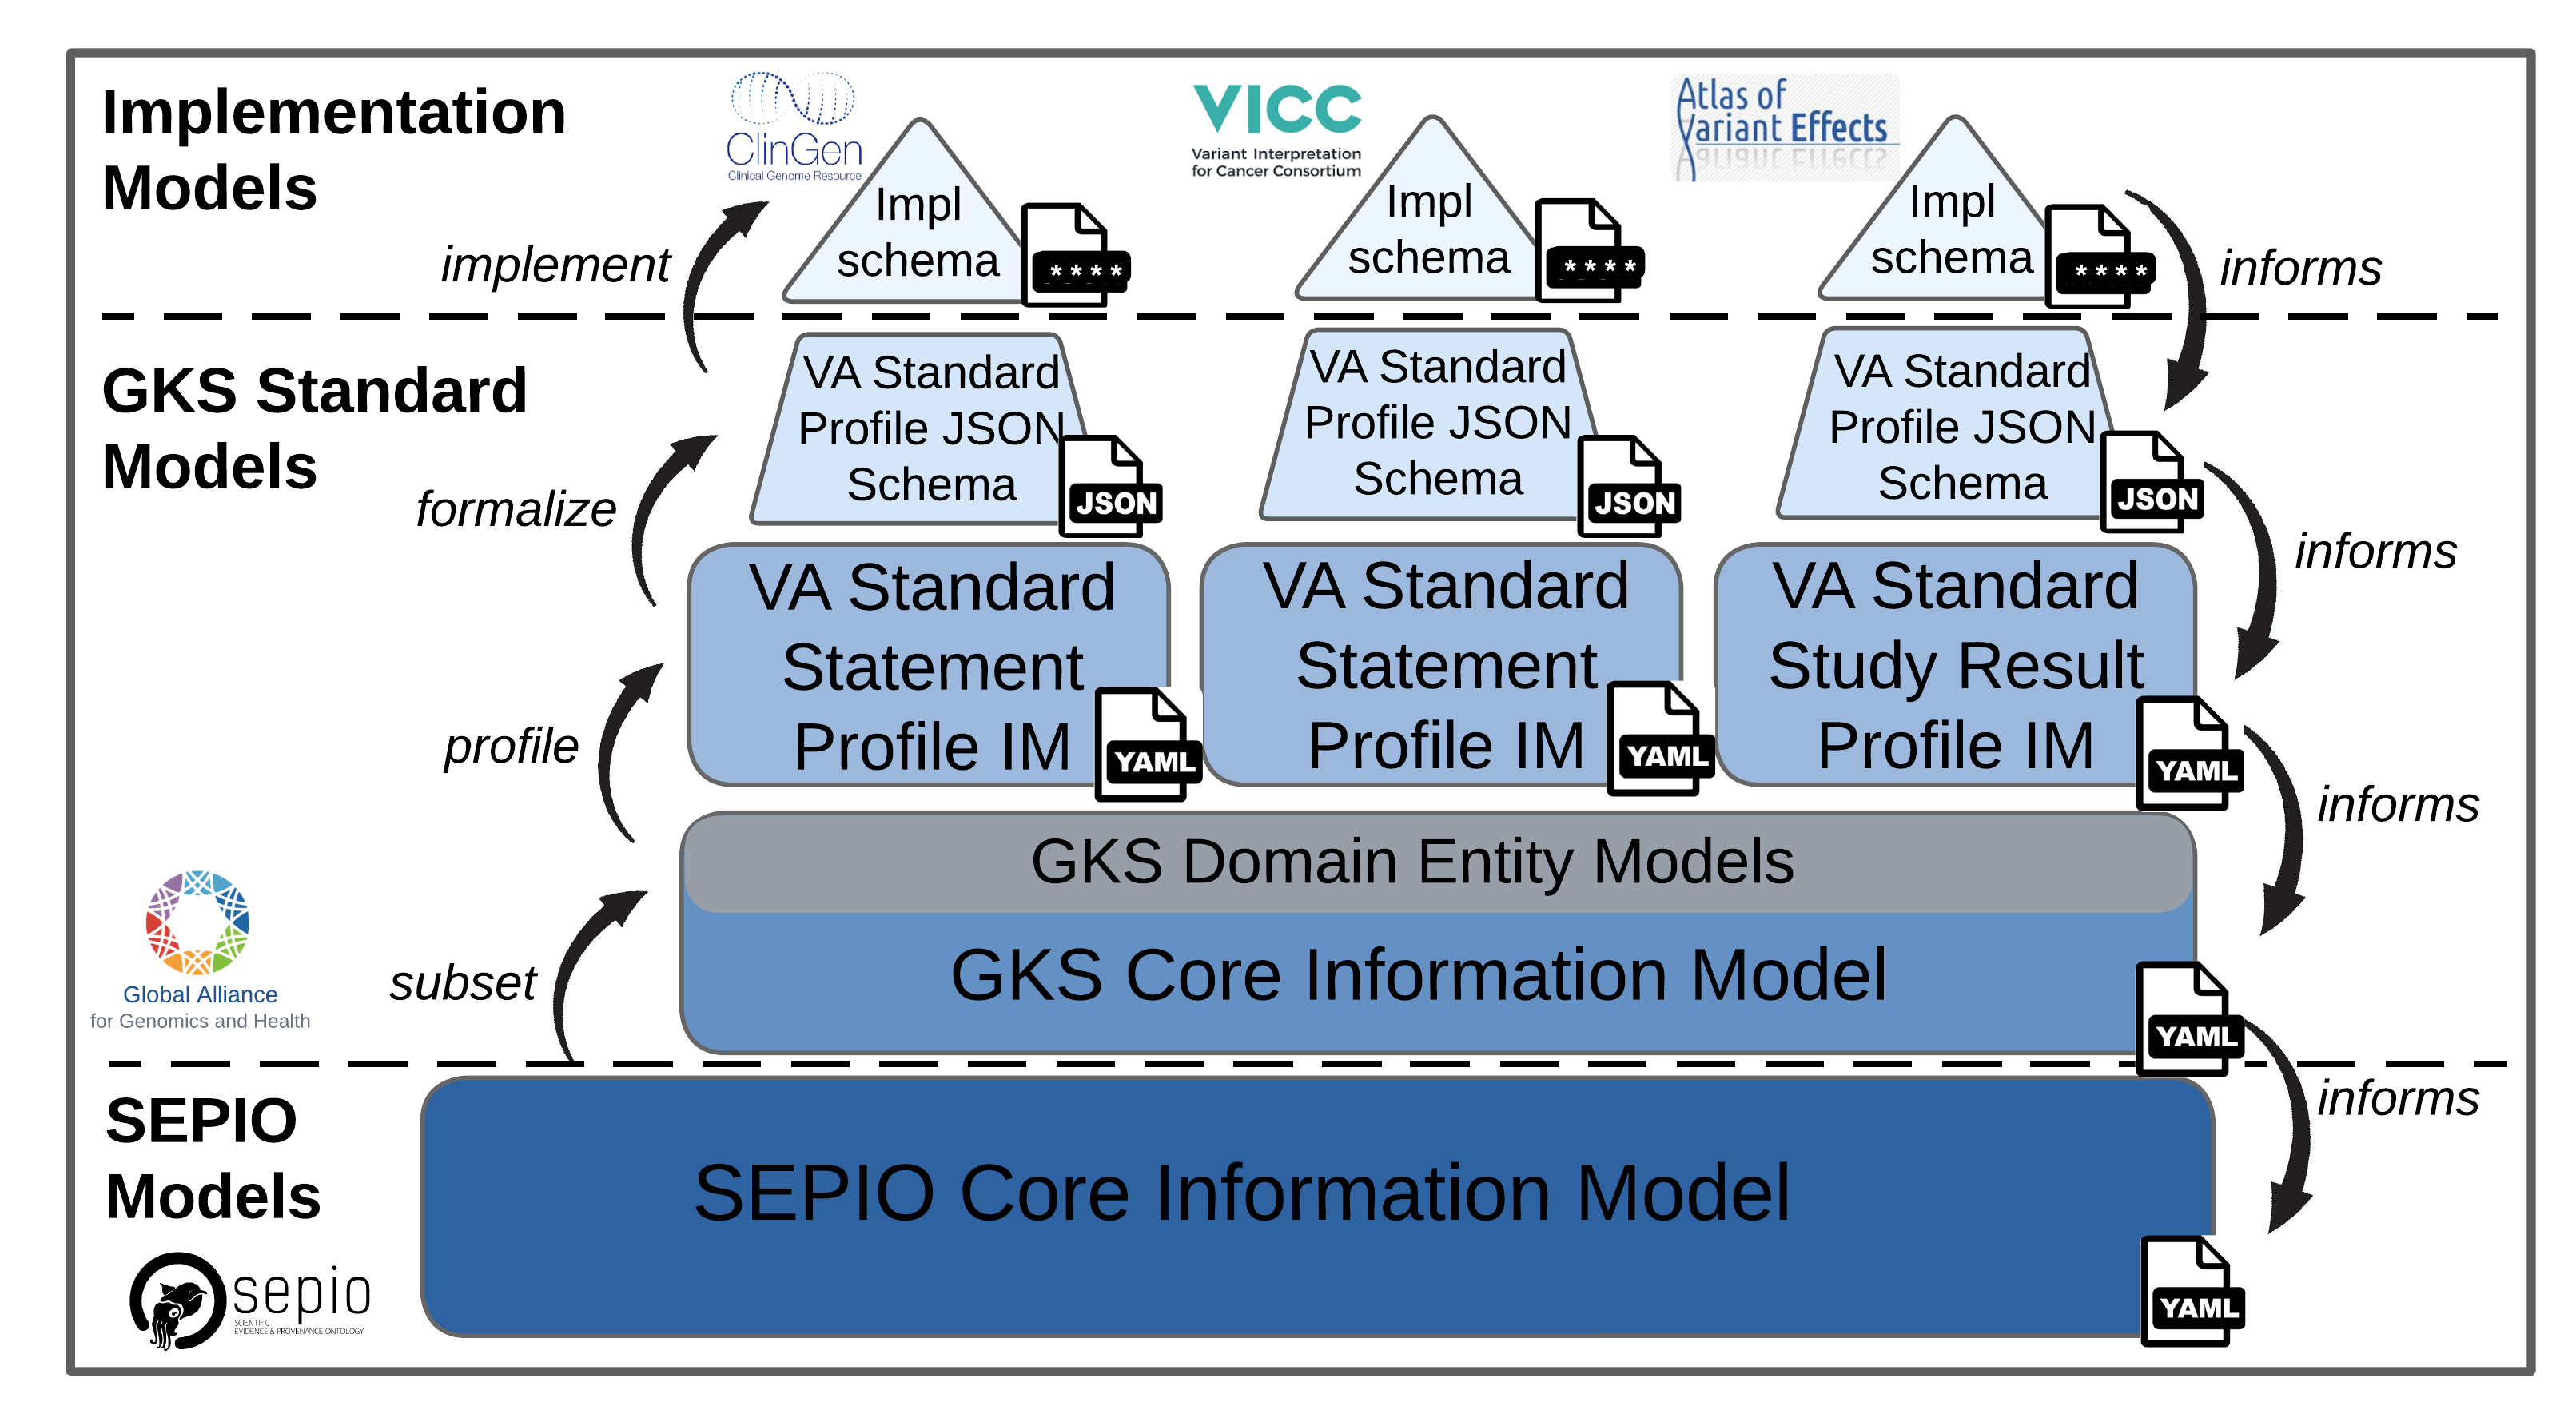 Implementation
Models
ClinGen
Clinical Genome Resource
VICC
Variant Interpretation
for Cancer Consortium
Atlas of
Variant Effects
Impl
schema
****
Impl
schema
****
Impl
schema
****
implement
informs
GKS Standard
Models
VA Standard
Profile JSON
Schema
JSON
VA Standard
Profile JSON
Schema
JSON
VA Standard
Profile JSON
Schema
JSON
formalize
informs
VA Standard
Statement
Profile IM
YAML
VA Standard
Statement
Profile IM
YAML
VA Standard
Study Result
Profile IM
YAML
profile
informs
GKS Domain Entity Models
GKS Core Information Model
YAML
Global Alliance
for Genomics and Health
subset
informs
SEPIO
Models
SEPIO Core Information Model
YAML
sepio
SCIENTIFIC
EVIDENCE & PROVENANCE ONTOLOGY